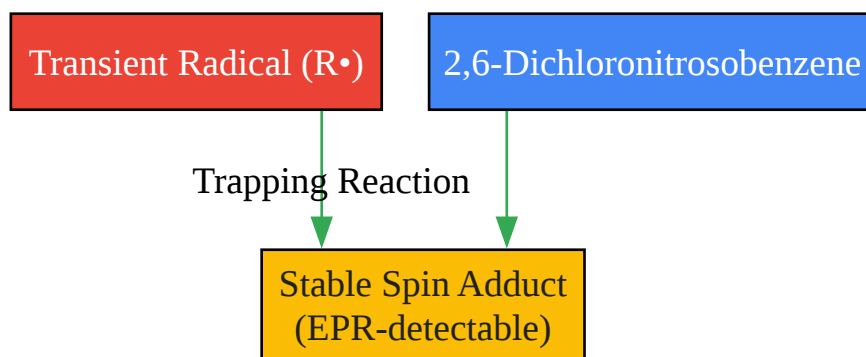 Transient Radical (R•)
2,6-Dichloronitrosobenzene
Trapping Reaction
Stable Spin Adduct
(EPR-detectable)